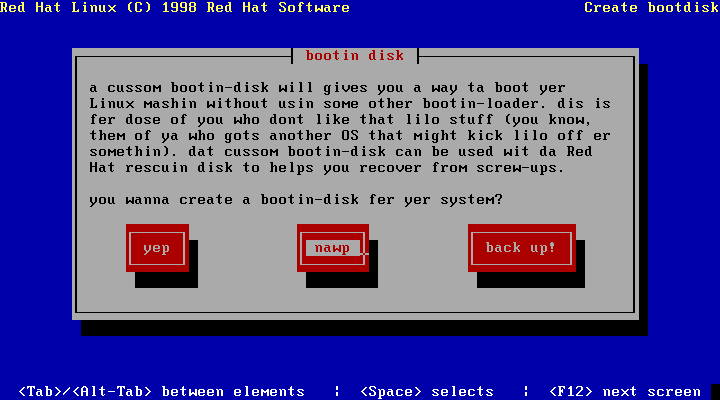 Red Hat Linux (C) 1998 Red Hat Software Create bootdisk
bootin disk
a cussom bootin-disk will gives you a way ta boot yer
Linux mashin without usin some other bootin-loader. dis is
fer dose of you who dont like that lilo stuff (you know,
them of ya who gots another OS that might kick lilo off er
somethin). dat cussom bootin-disk can be used wit da Red
Hat rescuin disk to helps you recover from screw-ups.
you wanna create a bootin-disk fer yer system?
yep nawp back up!
<Tab>/<Alt-Tab> between elements ¦ <Space> selects ¦ <F12> next screen